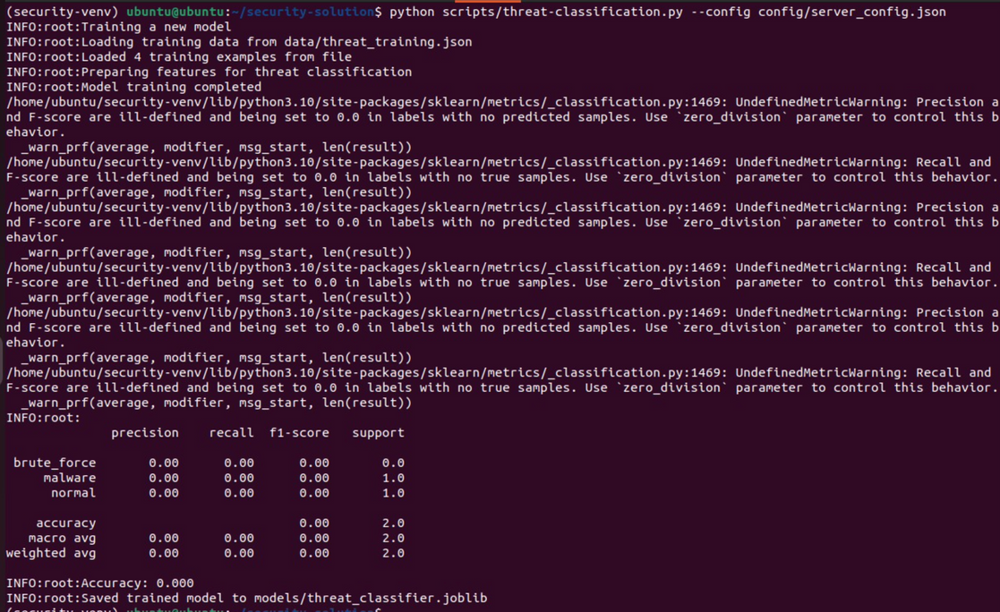 (security-venv) ubuntu@ubuntu:~/security-solution$ python scripts/threat-classification.py --config config/server_config.json
INFO:root:Training a new model
INFO:root:Loading training data from data/threat_training.json
INFO:root:Loaded 4 training examples from file
INFO:root:Preparing features for threat classification
INFO:root:Model training completed
/home/ubuntu/security-venv/lib/python3.10/site-packages/sklearn/metrics/_classification.py:1469: UndefinedMetricWarning: Precision a
nd F-score are ill-defined and being set to 0.0 in labels with no predicted samples. Use `zero_division` parameter to control this b
ehavior.
  _warn_prf(average, modifier, msg_start, len(result))
/home/ubuntu/security-venv/lib/python3.10/site-packages/sklearn/metrics/_classification.py:1469: UndefinedMetricWarning: Recall and
F-score are ill-defined and being set to 0.0 in labels with no true samples. Use `zero_division` parameter to control this behavior.
  _warn_prf(average, modifier, msg_start, len(result))
/home/ubuntu/security-venv/lib/python3.10/site-packages/sklearn/metrics/_classification.py:1469: UndefinedMetricWarning: Precision a
nd F-score are ill-defined and being set to 0.0 in labels with no predicted samples. Use `zero_division` parameter to control this b
ehavior.
  _warn_prf(average, modifier, msg_start, len(result))
/home/ubuntu/security-venv/lib/python3.10/site-packages/sklearn/metrics/_classification.py:1469: UndefinedMetricWarning: Recall and
F-score are ill-defined and being set to 0.0 in labels with no true samples. Use `zero_division` parameter to control this behavior.
  _warn_prf(average, modifier, msg_start, len(result))
/home/ubuntu/security-venv/lib/python3.10/site-packages/sklearn/metrics/_classification.py:1469: UndefinedMetricWarning: Precision a
nd F-score are ill-defined and being set to 0.0 in labels with no predicted samples. Use `zero_division` parameter to control this b
ehavior.
  _warn_prf(average, modifier, msg_start, len(result))
/home/ubuntu/security-venv/lib/python3.10/site-packages/sklearn/metrics/_classification.py:1469: UndefinedMetricWarning: Recall and
F-score are ill-defined and being set to 0.0 in labels with no true samples. Use `zero_division` parameter to control this behavior.
  _warn_prf(average, modifier, msg_start, len(result))
INFO:root:
              precision    recall  f1-score   support

 brute_force       0.00      0.00      0.00       0.0
     malware       0.00      0.00      0.00       1.0
      normal       0.00      0.00      0.00       1.0

    accuracy                           0.00       2.0
   macro avg       0.00      0.00      0.00       2.0
weighted avg       0.00      0.00      0.00       2.0

INFO:root:Accuracy: 0.000
INFO:root:Saved trained model to models/threat_classifier.joblib
(security-venv) ubuntu@ubuntu:~/security-solution$